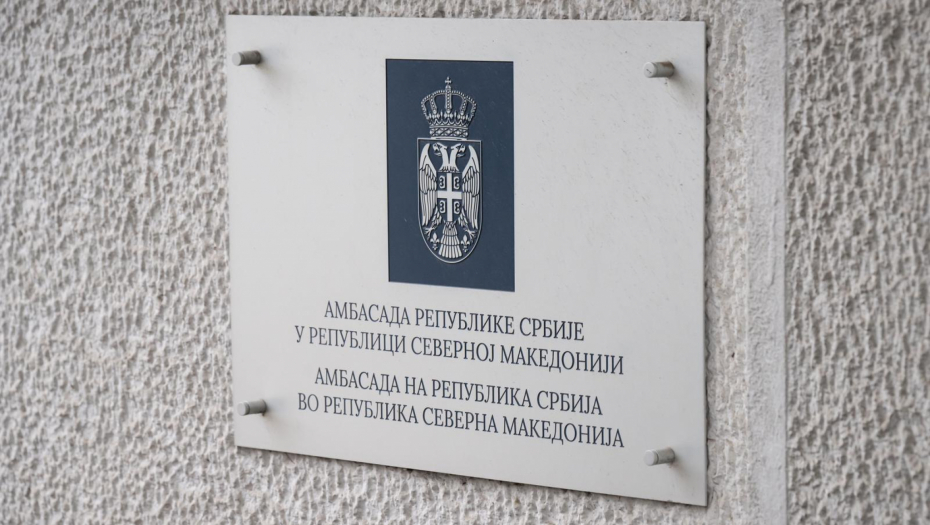 АМБАСАДА РЕПУБЛИКЕ СРБИЈЕ
У РЕПУБЛИЦИ СЕВЕРНОЈ МАКЕДОНИЈИ
АМБАСАДА НА РЕПУБЛИКА СРБИЈА
ВО РЕПУБЛИКА СЕВЕРНА МАКЕДОНИЈА